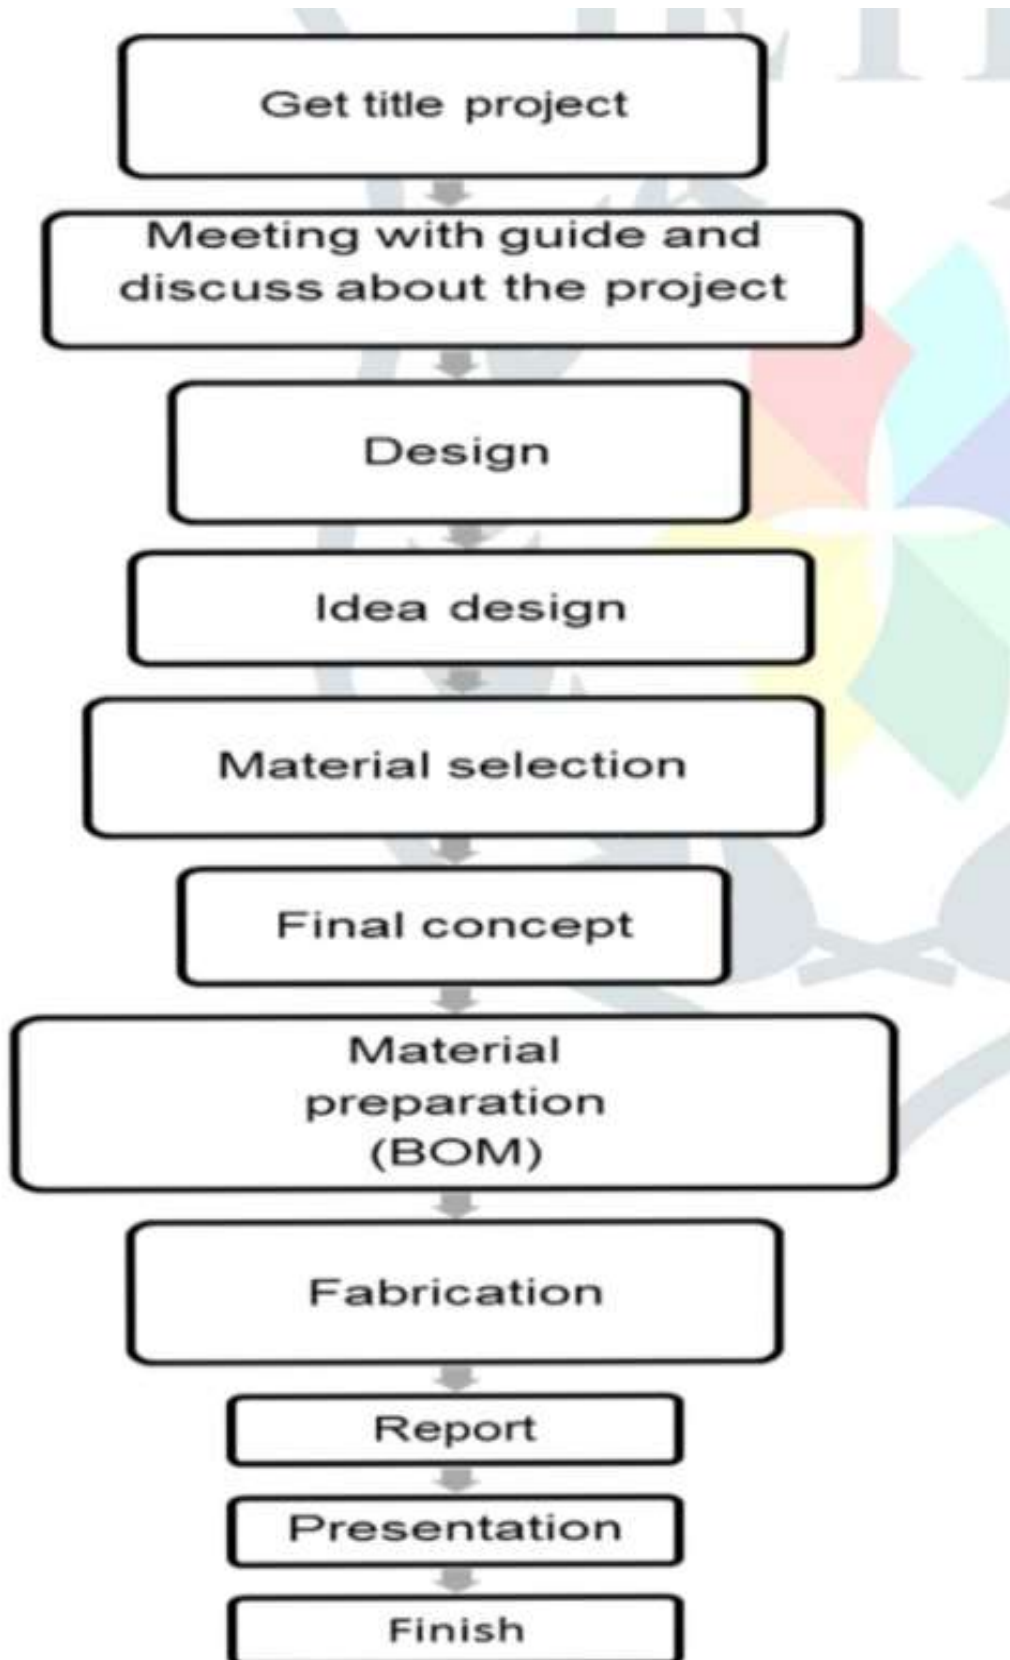 Get title project
Meeting with guide and
discuss about the project
Design
Idea design
Material selection
Final concept
Material
preparation
(BOM)
Fabrication
Report
Presentation
Finish